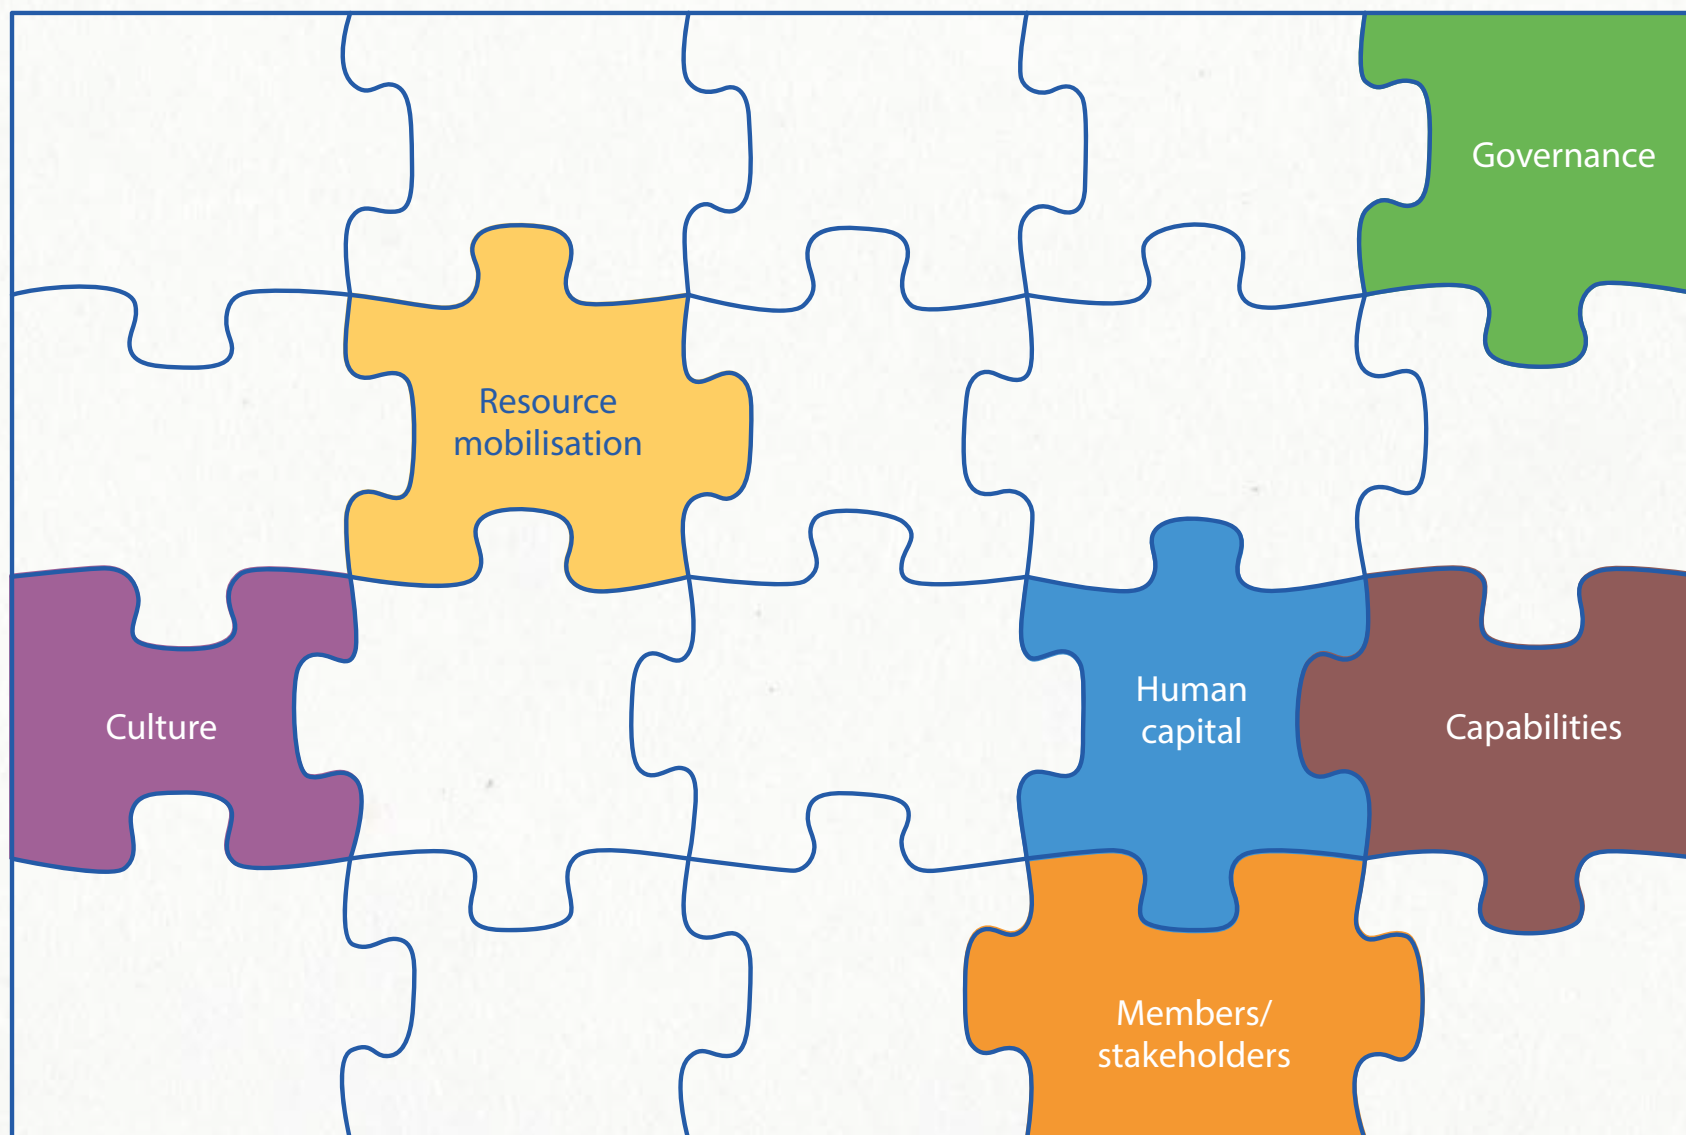 Governance
Resource
mobilisation
Culture
Human
capital
Capabilities
Members/
stakeholders